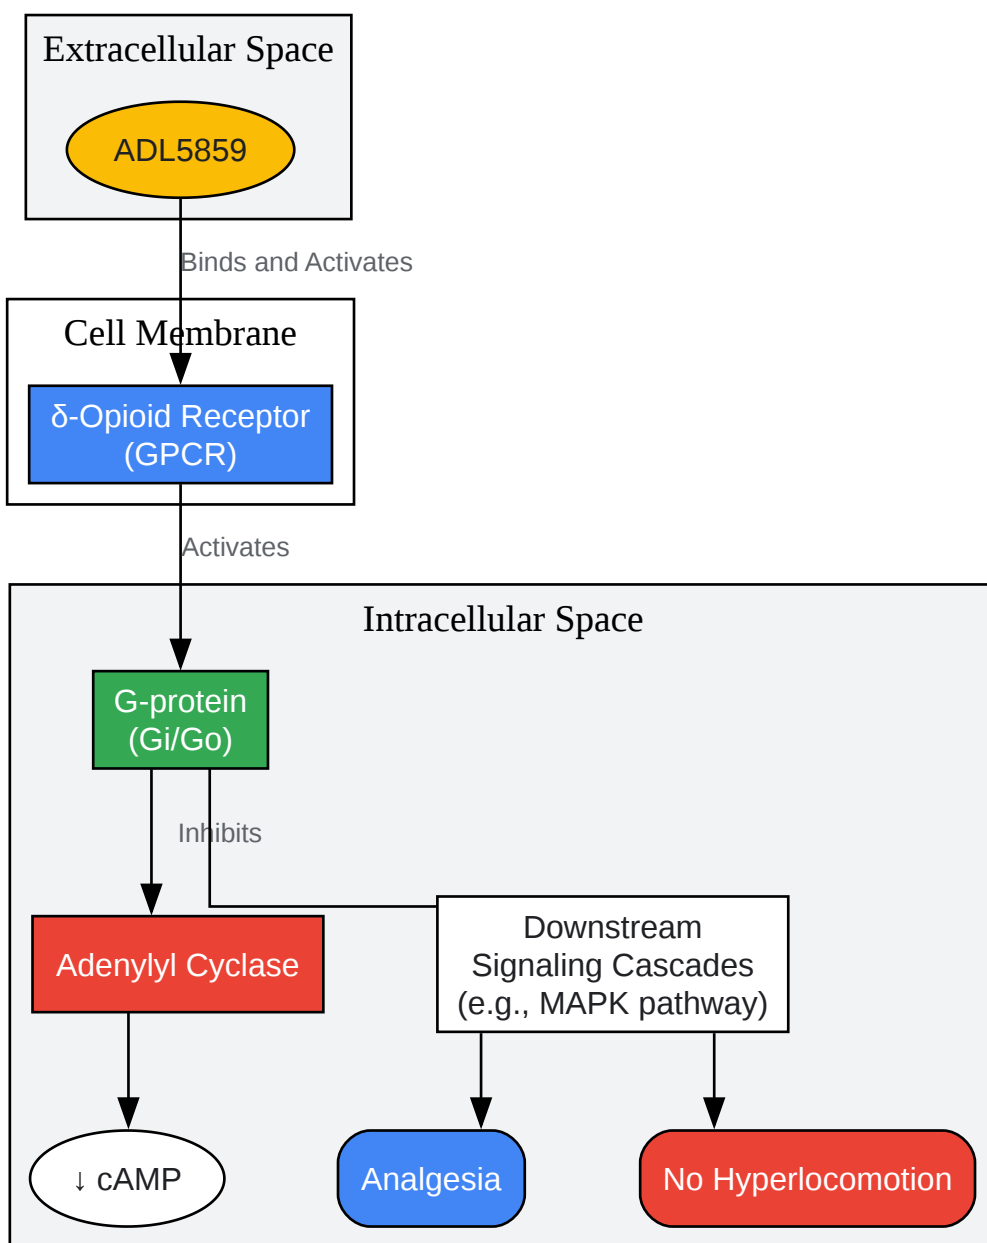 Extracellular Space
ADL5859
Binds and Activates
Cell Membrane
δ-Opioid Receptor
(GPCR)
Activates
Intracellular Space
G-protein
(Gi/Go)
Inhibits
Adenylyl Cyclase
Downstream
Signaling Cascades
(e.g., MAPK pathway)
↓ cAMP
Analgesia
No Hyperlocomotion